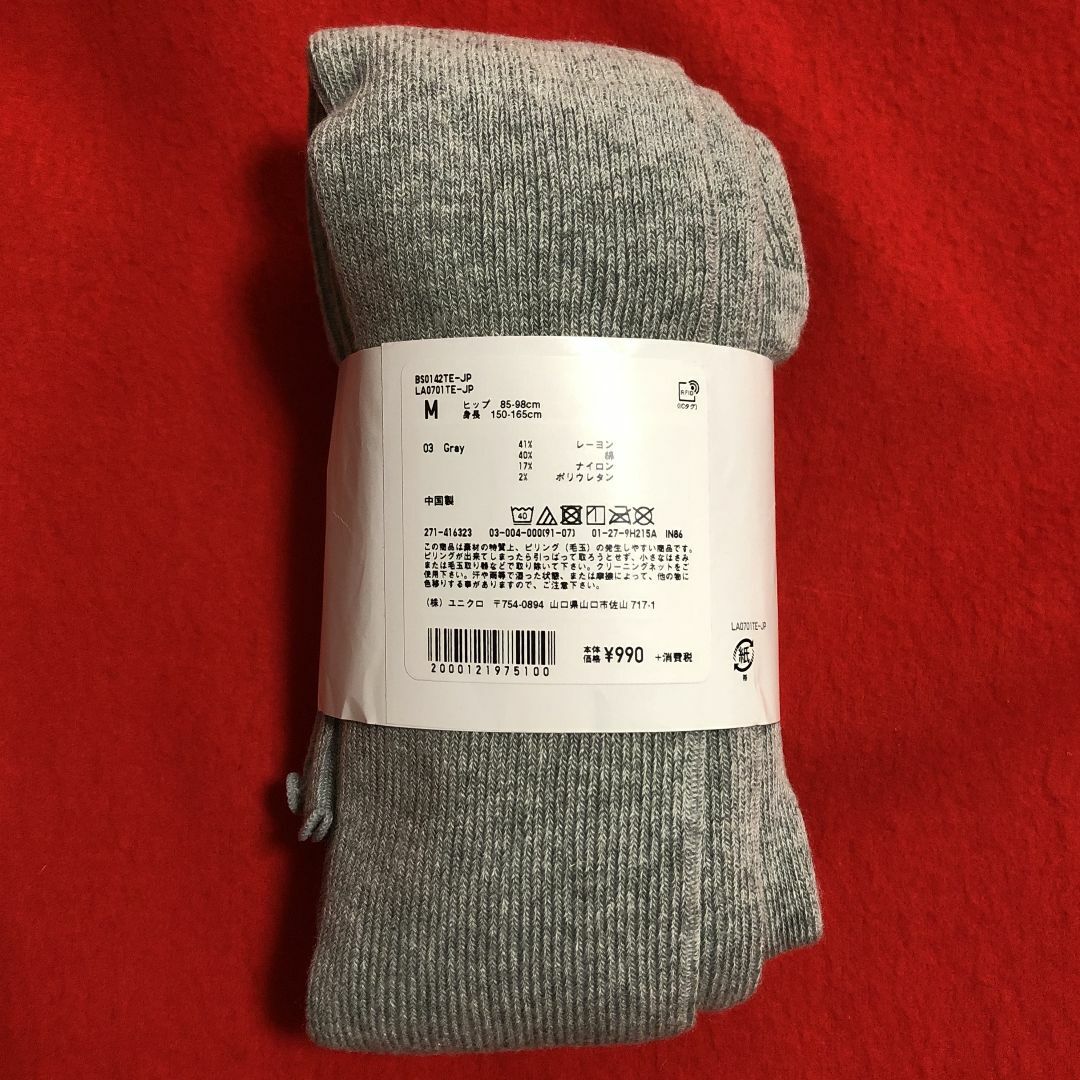 BS0142TE-JP
LA0701TE-JP
M ヒップ 85-98cm
身長 150-165cm
RFID
(ICタグ)
03 Gray
41% レーヨン
40% 綿
17% ナイロン
2% ポリウレタン
中国製
40
271-416323 03-004-000(91-07) 01-27-9H215A IN86
この商品は素材の特質上、ピリング(毛玉)の発生しやすい商品です。
ピリングが出来てしまったら引っぱって取ろうとせず、小さなはさみ
または毛玉取り器などで取り除いて下さい。クリーニングネットをご
使用下さい。汗や雨等で湿った状態、または摩擦によって、他の物に
色移りする事がありますので、ご注意下さい。
(株)ユニクロ 〒754-0894 山口県山口市佐山717-1
2000121975100
本体
価格 ¥990 +消費税
LA0701TE-JP
紙